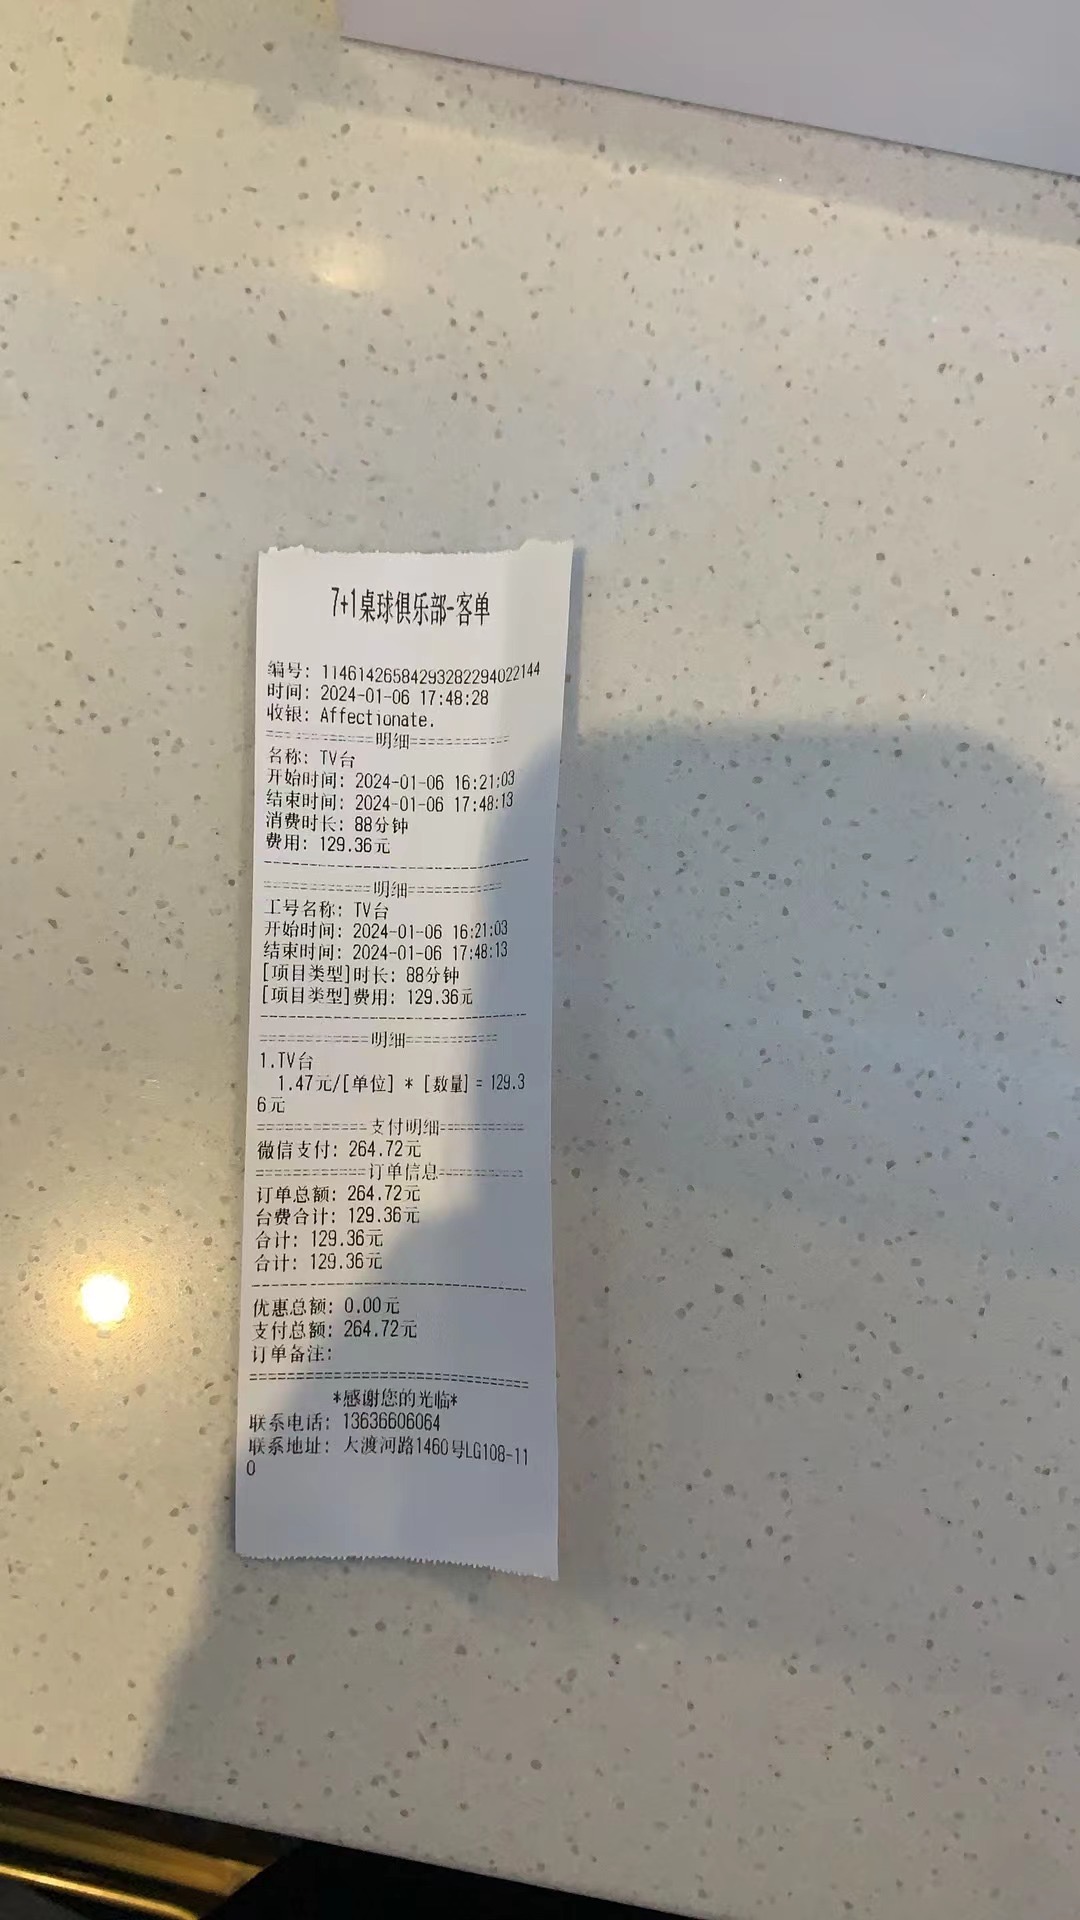 7+1桌球俱乐部-客单
编号: 1146142658429328229402​2144
时间: 2024-01-06 17:48:28
收银: Affectionate.
============明细===========
名称: TV台
开始时间: 2024-01-06 16:21:03
结束时间: 2024-01-06 17:48:13
消费时长: 88分钟
费用: 129.36元
------------------------------
============明细==========
工号名称: TV台
开始时间: 2024-01-06 16:21:03
结束时间: 2024-01-06 17:48:13
[项目类型]时长: 88分钟
[项目类型]费用: 129.36元
------------------------------
============明细==========
1.TV台
1.47元/[单位] * [数量] = 129.3
6元
============支付明细=========
微信支付: 264.72元
============订单信息=========
订单总额: 264.72元
台费合计: 129.36元
合计: 129.36元
合计: 129.36元
------------------------------
优惠总额: 0.00元
支付总额: 264.72元
订单备注:
==============================
*感谢您的光临*
联系电话: 13636606064
联系地址: 大渡河路1460号LG108-11
0